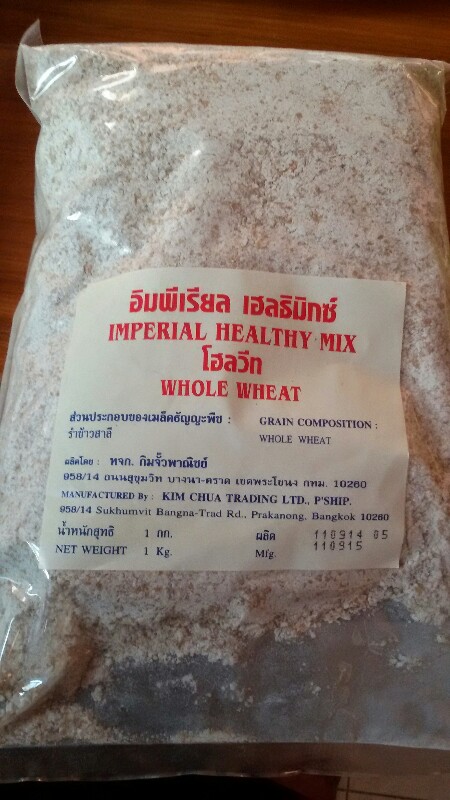 อิมพีเรียล เฮลธิมิกซ์
IMPERIAL HEALTHY MIX
โฮลวีท
WHOLE WHEAT
ส่วนประกอบของเมล็ดธัญญะพืช : GRAIN COMPOSITION :
รำข้าวสาลี WHOLE WHEAT
ผลิตโดย : หจก. กิมจั๊วพาณิชย์
958/14 ถนนสุขุมวิท บางนา-ตราด เขตพระโขนง กทม. 10260
MANUFACTURED By : KIM CHUA TRADING LTD., P'SHIP.
958/14 Sukhumvit Bangna-Trad Rd., Prakanong, Bangkok 10260
น้ำหนักสุทธิ 1 กก. ผลิต 110914 05
NET WEIGHT 1 Kg. Mfg. 110915